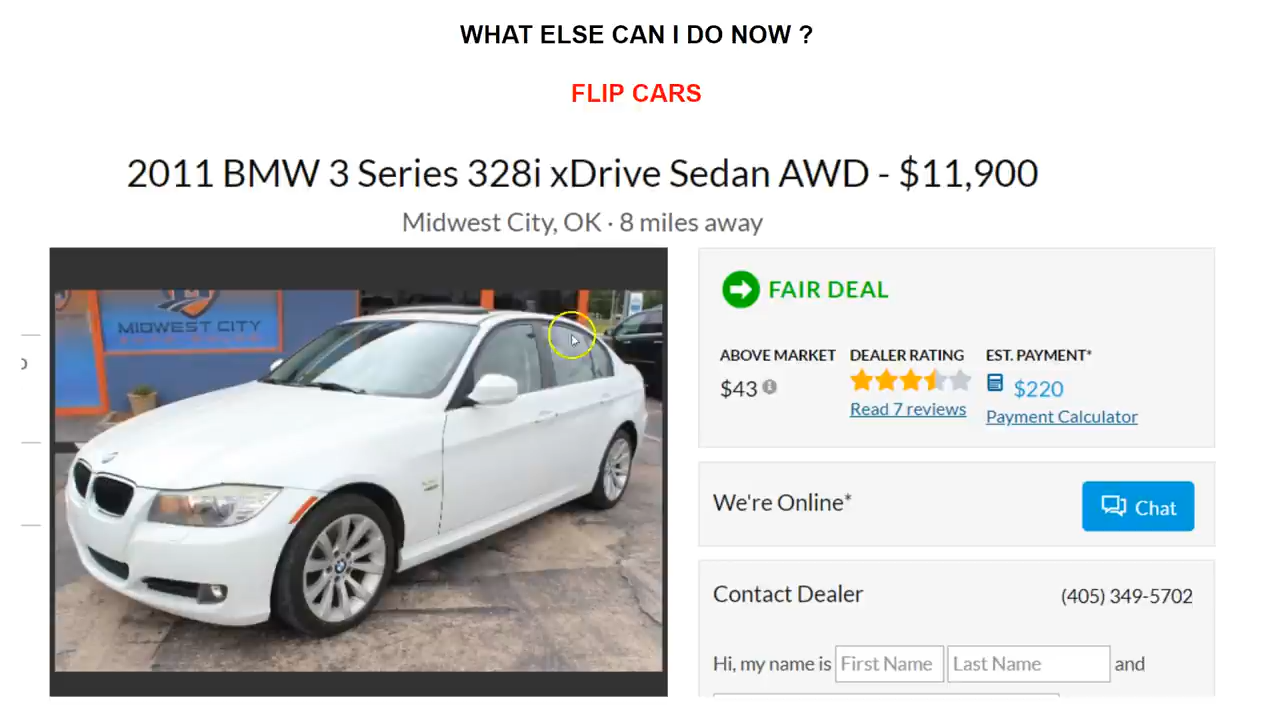 WHAT ELSE CAN I DO NOW ?
FLIP CARS
2011 BMW 3 Series 328i xDrive Sedan AWD - $11,900
Midwest City, OK · 8 miles away
MIDWEST CITY
FAIR DEAL
ABOVE MARKET DEALER RATING EST. PAYMENT*
$43 $220
Read 7 reviews Payment Calculator
We're Online* Chat
Contact Dealer (405) 349-5702
Hi, my name is First Name Last Name and